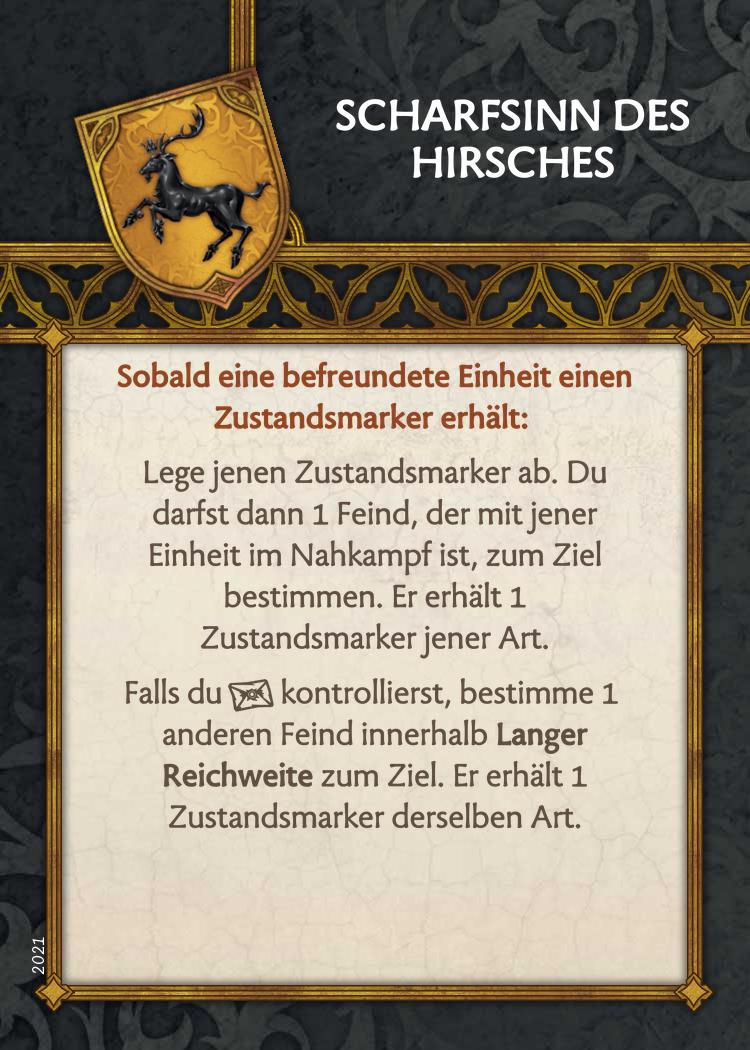 SCHARFSINN DES
HIRSCHES
Sobald eine befreundete Einheit einen
Zustandsmarker erhält:
Lege jenen Zustandsmarker ab. Du
darfst dann 1 Feind, der mit jener
Einheit im Nahkampf ist, zum Ziel
bestimmen. Er erhält 1
Zustandsmarker jener Art.
Falls du kontrollierst, bestimme 1
anderen Feind innerhalb Langer
Reichweite zum Ziel. Er erhält 1
Zustandsmarker derselben Art.
2021